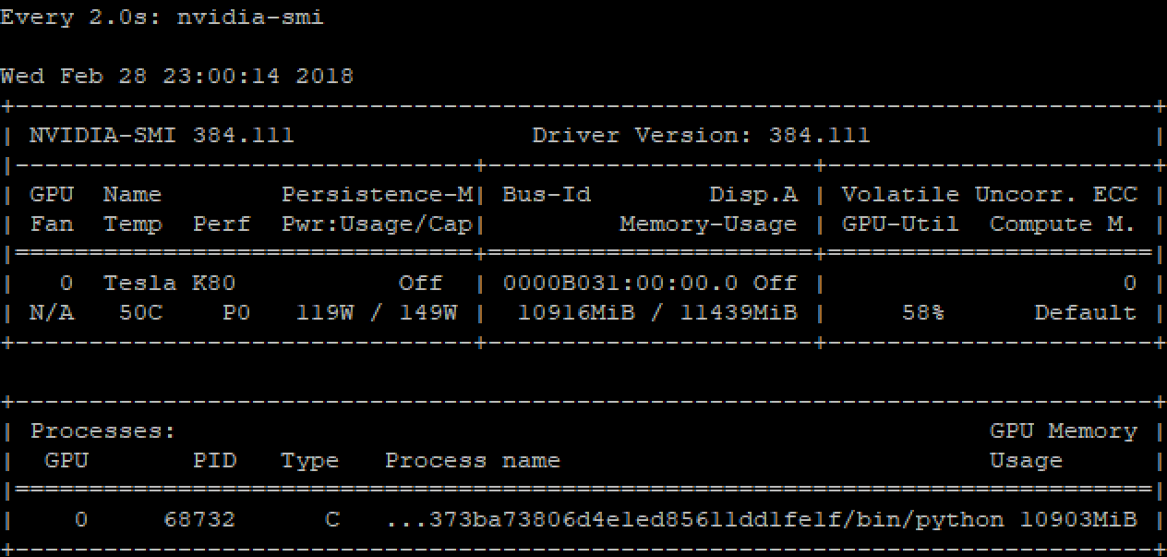 Every 2.0s: nvidia-smi
Wed Feb 28 23:00:14 2018
+-----------------------------------------------------------------------------+
| NVIDIA-SMI 384.111                Driver Version: 384.111                   |
|-------------------------------+----------------------+----------------------+
| GPU  Name        Persistence-M| Bus-Id        Disp.A | Volatile Uncorr. ECC |
| Fan  Temp  Perf  Pwr:Usage/Cap|         Memory-Usage | GPU-Util  Compute M. |
|===============================+======================+======================|
|   0  Tesla K80           Off  | 0000B031:00:00.0 Off |                    0 |
| N/A   50C    P0   119W / 149W |  10916MiB / 11439MiB |     58%      Default |
+-------------------------------+----------------------+----------------------+
+-----------------------------------------------------------------------------+
| Processes:                                                       GPU Memory |
|  GPU       PID   Type   Process name                             Usage      |
|=============================================================================|
|    0     68732      C   ...373ba73806d4e1ed85611dd1fe1f/bin/python 10903MiB |
+-----------------------------------------------------------------------------+